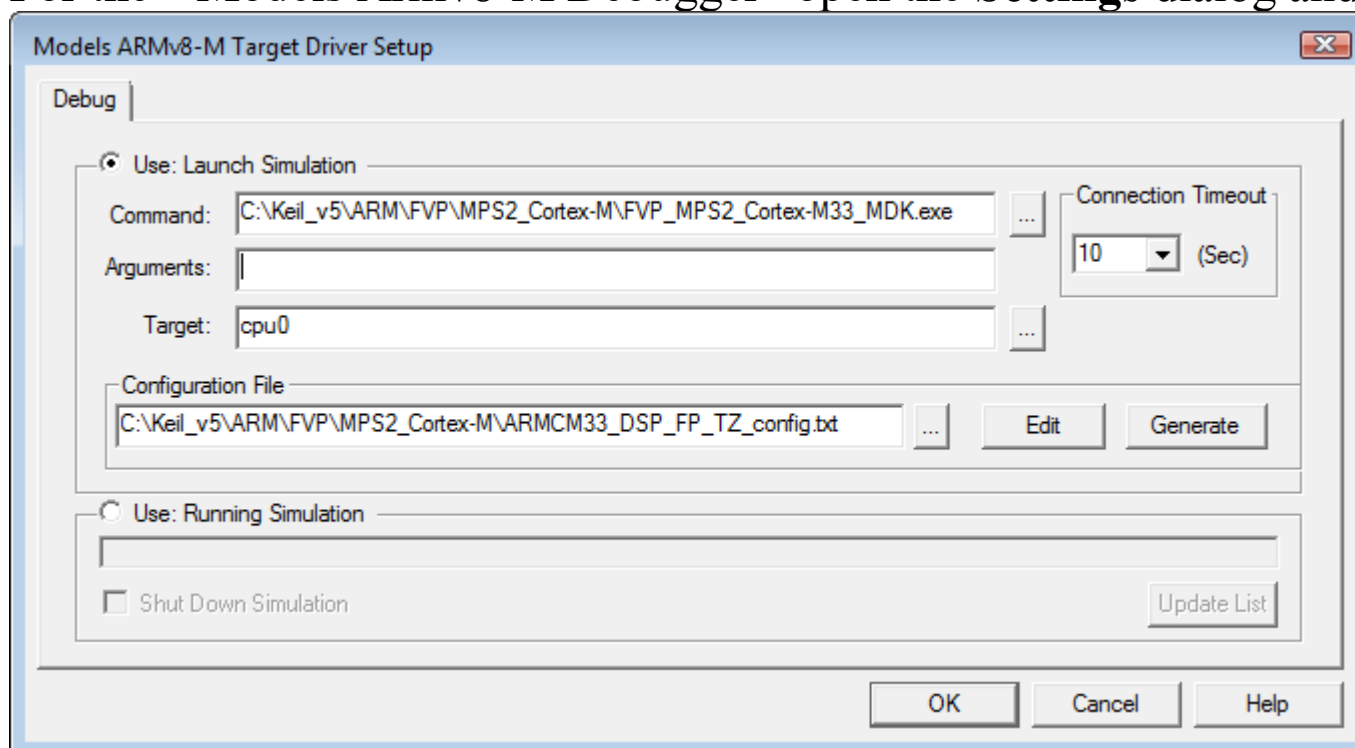 Models ARMv8-M Target Driver Setup
Debug
Use: Launch Simulation
Command: C:\Keil_v5\ARM\FVP\MPS2_Cortex-M\FVP_MPS2_Cortex-M33_MDK.exe ...
Connection Timeout
10 (Sec)
Arguments:
Target: cpu0 ...
Configuration File
C:\Keil_v5\ARM\FVP\MPS2_Cortex-M\ARMCM33_DSP_FP_TZ_config.txt ... Edit Generate
Use: Running Simulation
Shut Down Simulation Update List
OK Cancel Help